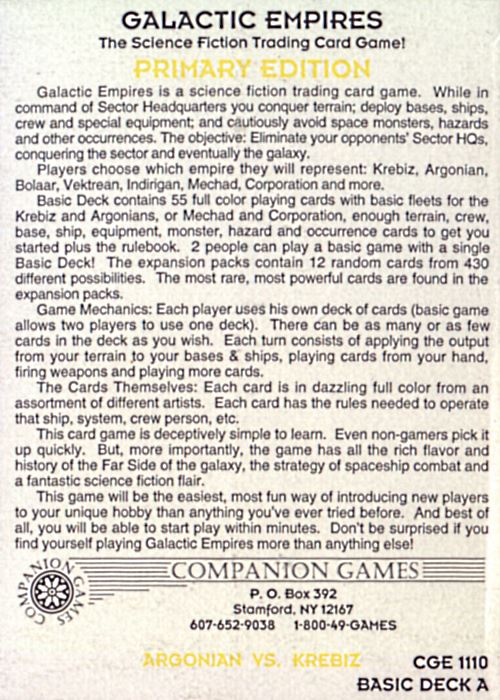 GALACTIC EMPIRES
The Science Fiction Trading Card Game!
PRIMARY EDITION
Galactic Empires is a science fiction trading card game. While in
command of Sector Headquarters you conquer terrain; deploy bases, ships,
crew and special equipment; and cautiously avoid space monsters, hazards
and other occurrences. The objective: Eliminate your opponents' Sector HQs,
conquering the sector and eventually the galaxy.
Players choose which empire they will represent: Krebiz, Argonian,
Bolaar, Vektrean, Indirigan, Mechad, Corporation and more.
Basic Deck contains 55 full color playing cards with basic fleets for the
Krebiz and Argonians, or Mechad and Corporation, enough terrain, crew,
base, ship, equipment, monster, hazard and occurrence cards to get you
started plus the rulebook. 2 people can play a basic game with a single
Basic Deck! The expansion packs contain 12 random cards from 430
different possibilities. The most rare, most powerful cards are found in the
expansion packs.
Game Mechanics: Each player uses his own deck of cards (basic game
allows two players to use one deck). There can be as many or as few
cards in the deck as you wish. Each turn consists of applying the output
from your terrain to your bases & ships, playing cards from your hand,
firing weapons and playing more cards.
The Cards Themselves: Each card is in dazzling full color from an
assortment of different artists. Each card has the rules needed to operate
that ship, system, crew person, etc.
This card game is deceptively simple to learn. Even non-gamers pick it
up quickly. But, more importantly, the game has all the rich flavor and
history of the Far Side of the galaxy, the strategy of spaceship combat and
a fantastic science fiction flair.
This game will be the easiest, most fun way of introducing new players
to your unique hobby than anything you've ever tried before. And best of
all, you will be able to start play within minutes. Don't be surprised if you
find yourself playing Galactic Empires more than anything else!
COMPANION GAMES
COMPANION GAMES
P. O. Box 392
Stamford, NY 12167
607-652-9038 1-800-49-GAMES
ARGONIAN VS. KREBIZ
CGE 1110
BASIC DECK A